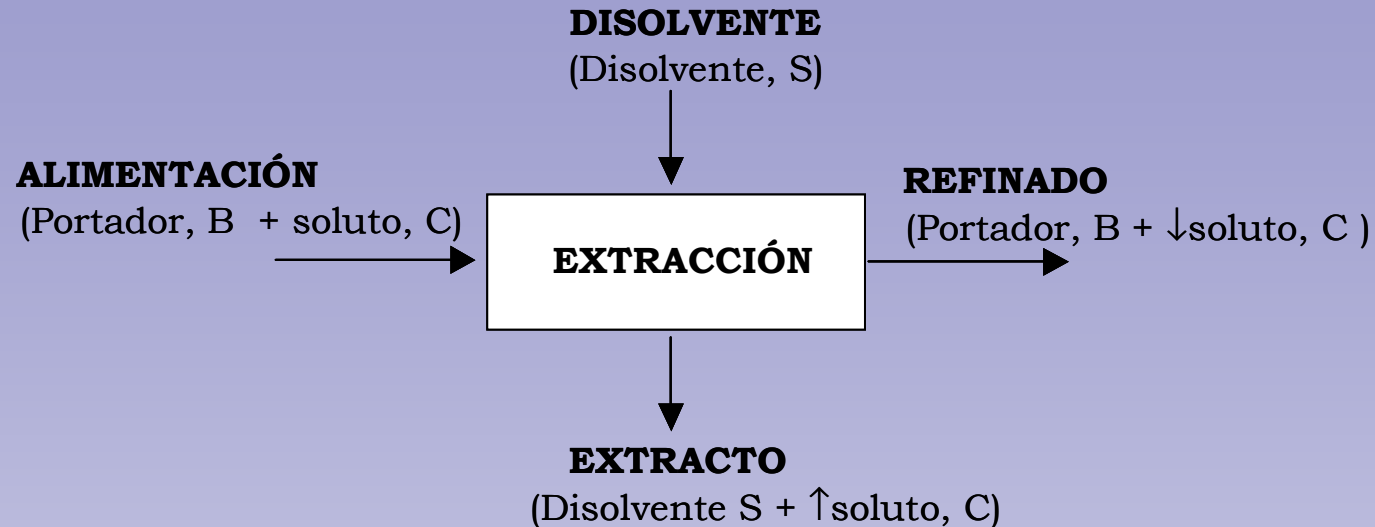 DISOLVENTE
(Disolvente, S)
ALIMENTACIÓN
(Portador, B + soluto, C)
EXTRACCIÓN
REFINADO
(Portador, B + ↓soluto, C )
EXTRACTO
(Disolvente S + ↑soluto, C)